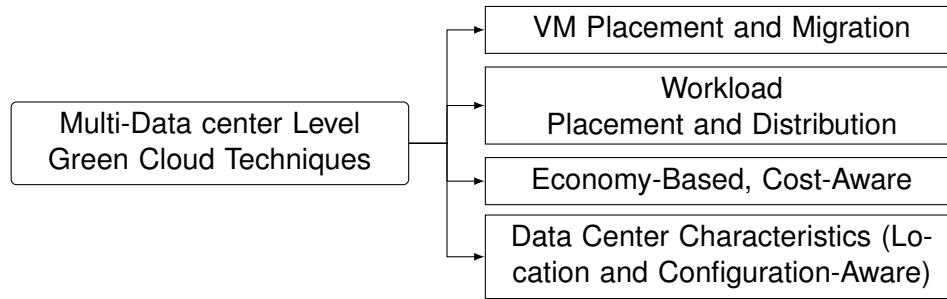 Multi-Data center Level
Green Cloud Techniques
VM Placement and Migration
Workload
Placement and Distribution
Economy-Based, Cost-Aware
Data Center Characteristics (Lo-
cation and Configuration-Aware)